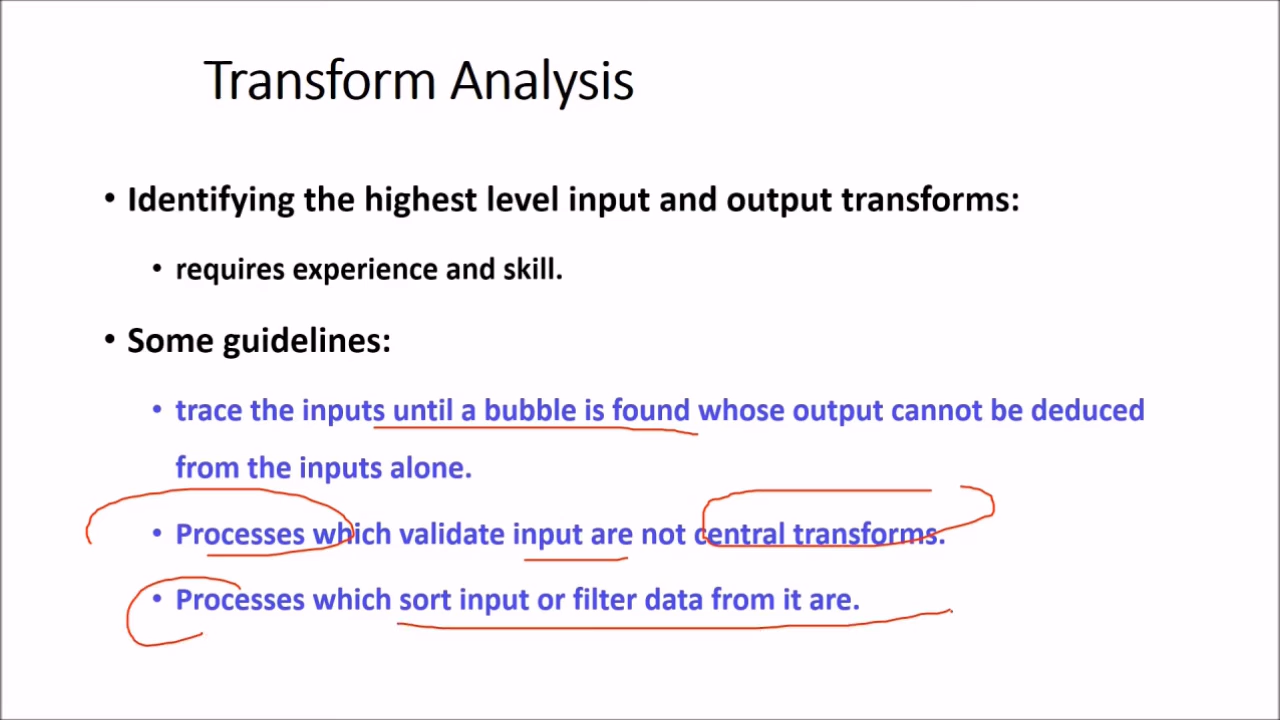 Transform Analysis
• Identifying the highest level input and output transforms:
• requires experience and skill.
• Some guidelines:
• trace the inputs until a bubble is found whose output cannot be deduced
from the inputs alone.
• Processes which validate input are not central transforms.
• Processes which sort input or filter data from it are.